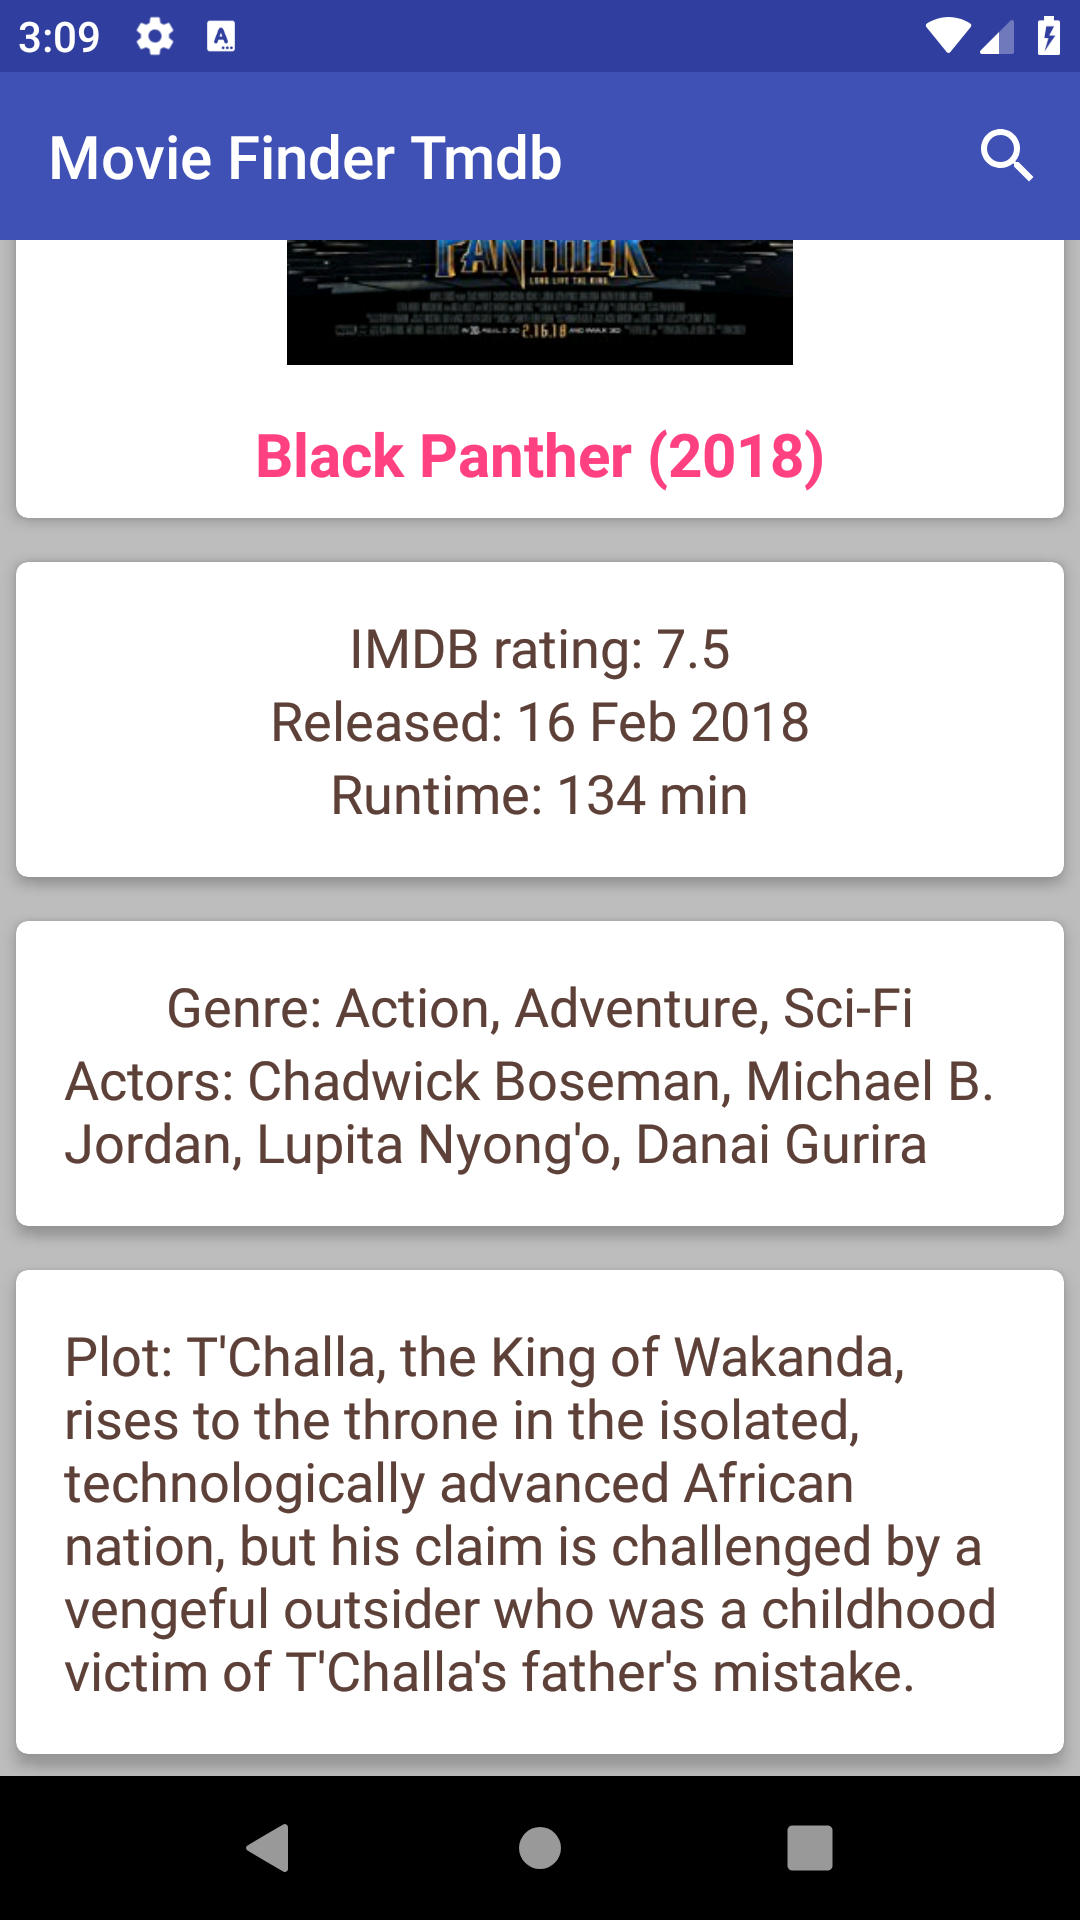 3:09
Movie Finder Tmdb
PANTHER
LONG LIVE THE KING
2.16.18
Black Panther (2018)
IMDB rating: 7.5
Released: 16 Feb 2018
Runtime: 134 min
Genre: Action, Adventure, Sci-Fi
Actors: Chadwick Boseman, Michael B.
Jordan, Lupita Nyong'o, Danai Gurira
Plot: T'Challa, the King of Wakanda,
rises to the throne in the isolated,
technologically advanced African
nation, but his claim is challenged by a
vengeful outsider who was a childhood
victim of T'Challa's father's mistake.